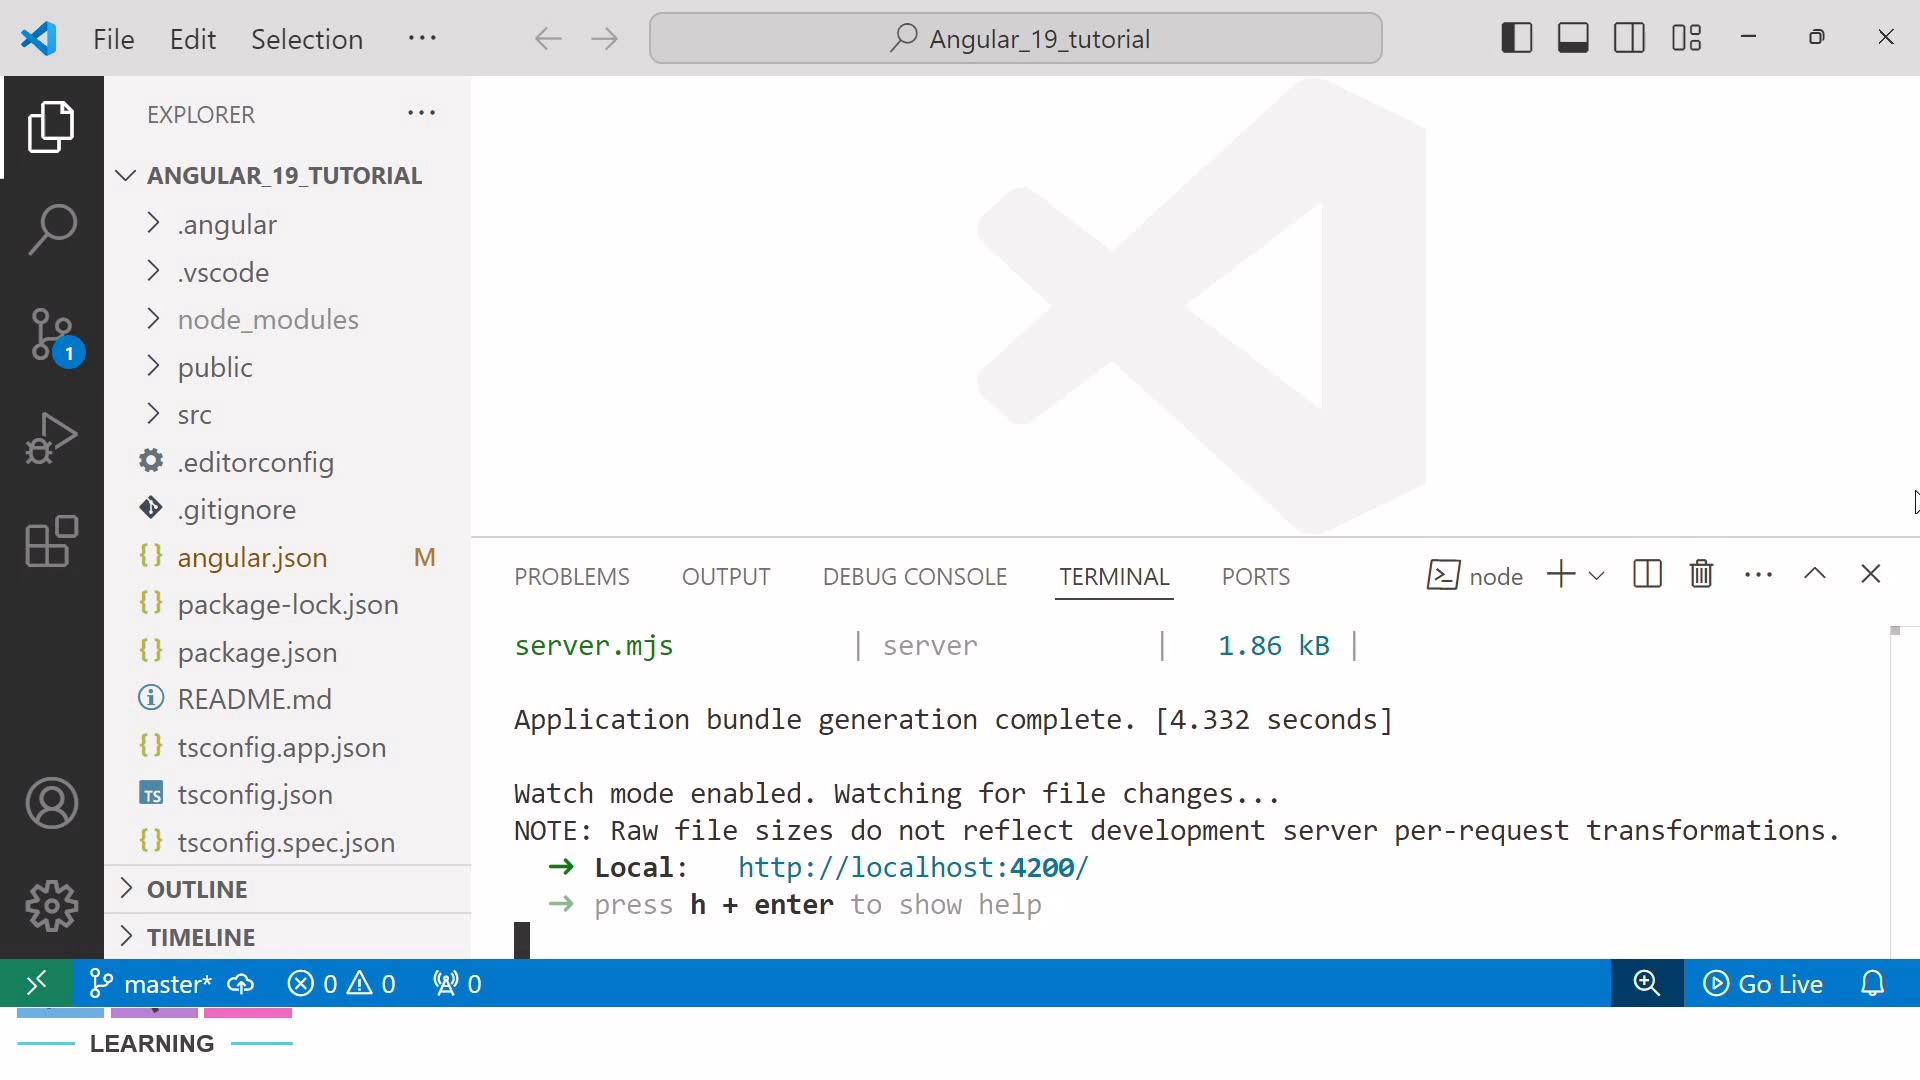 File Edit Selection ···
Angular_19_tutorial
EXPLORER ···
ANGULAR_19_TUTORIAL
.angular
.vscode
node_modules
public
src
.editorconfig
.gitignore
angular.json M
package-lock.json
package.json
README.md
tsconfig.app.json
TS tsconfig.json
tsconfig.spec.json
OUTLINE
TIMELINE
1
PROBLEMS OUTPUT DEBUG CONSOLE TERMINAL PORTS
node
server.mjs | server | 1.86 kB |
Application bundle generation complete. [4.332 seconds]
Watch mode enabled. Watching for file changes...
NOTE: Raw file sizes do not reflect development server per-request transformations.
➜ Local: http://localhost:4200/
➜ press h + enter to show help
master* 0 0 0
Go Live
LEARNING